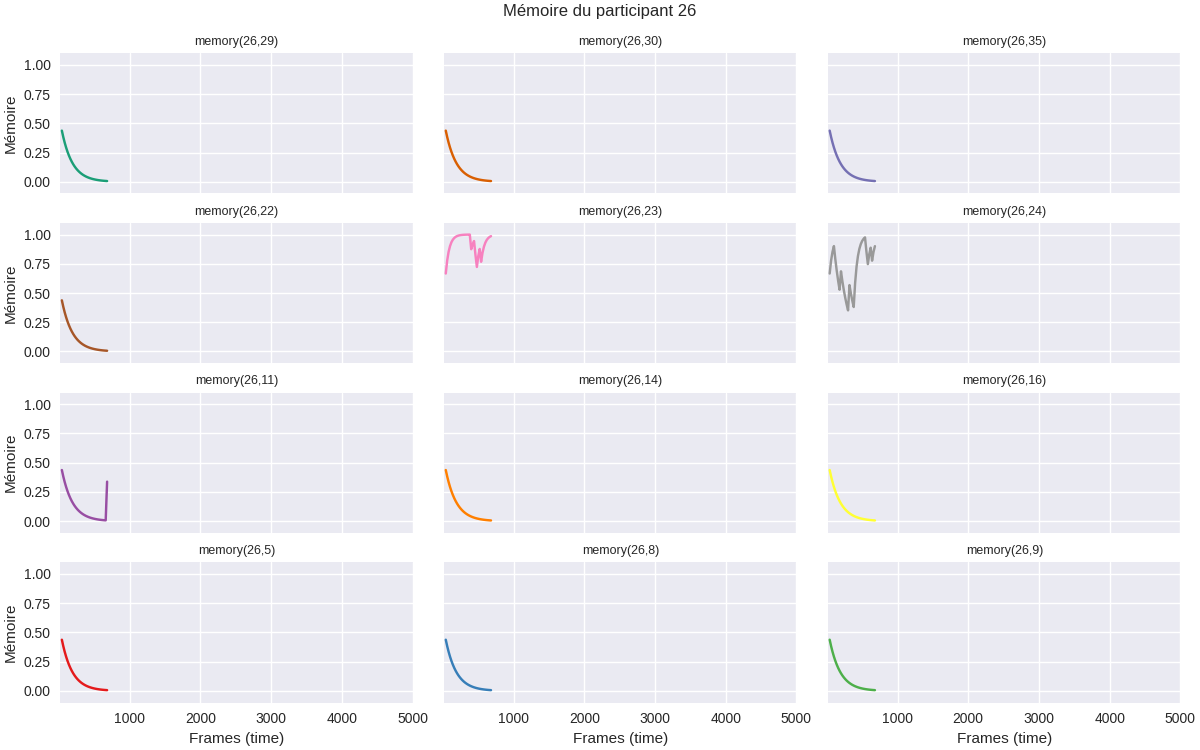 Mémoire du participant 26
memory(26,29)
memory(26,30)
memory(26,35)
Mémoire
1.00
0.75
0.50
0.25
0.00
memory(26,22)
memory(26,23)
memory(26,24)
Mémoire
1.00
0.75
0.50
0.25
0.00
memory(26,11)
memory(26,14)
memory(26,16)
Mémoire
1.00
0.75
0.50
0.25
0.00
memory(26,5)
memory(26,8)
memory(26,9)
Mémoire
1.00
0.75
0.50
0.25
0.00
1000 2000 3000 4000 5000
1000 2000 3000 4000 5000
1000 2000 3000 4000 5000
Frames (time)
Frames (time)
Frames (time)